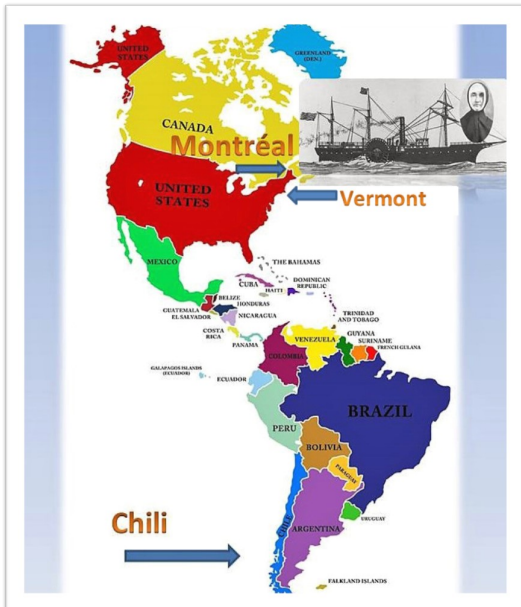 UNITED
STATES
GREENLAND
(DEN.)
CANADA
Montréal
UNITED
STATES
Vermont
MEXICO
THE BAHAMAS
CUBA
HAITI
DOMINICAN
REPUBLIC
BELIZE
HONDURAS
GUATEMALA
EL SALVADOR
NICARAGUA
COSTA
RICA
PANAMA
TRINIDAD
AND TOBAGO
VENEZUELA
GUYANA
SURINAME
FRENCH GUIANA
COLOMBIA
GALAPAGOS ISLANDS
(ECUADOR)
ECUADOR
BRAZIL
PERU
BOLIVIA
PARAGUAY
Chili
CHILE
ARGENTINA
URUGUAY
FALKLAND ISLANDS